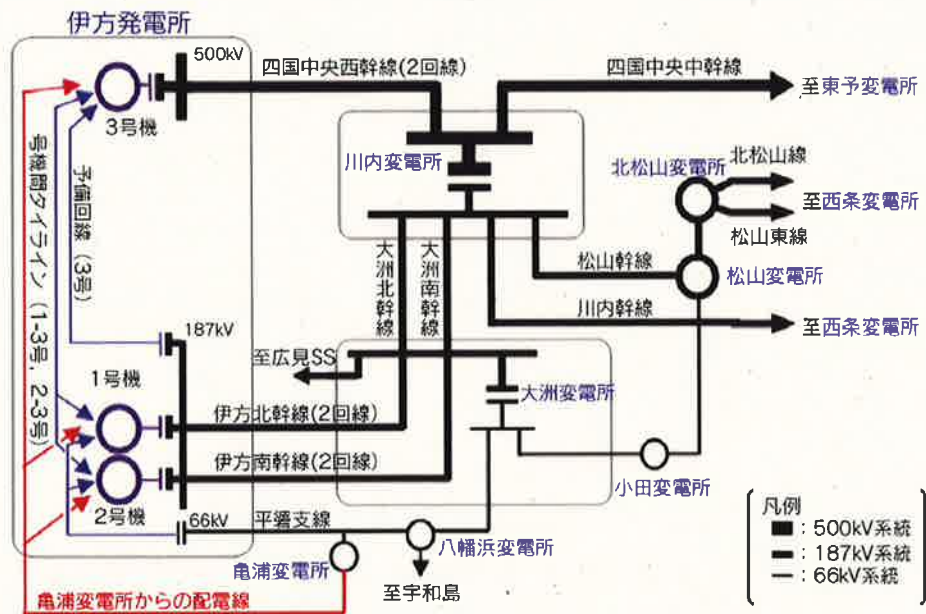 伊方発電所
500kV
四国中央西幹線(2回線)
四国中央中幹線
至東予変電所
3号機
川内変電所
北松山変電所
北松山線
至西条変電所
松山東線
号機間タイライン（1-3号，2-3号）
予備回線（3号）
大洲北幹線
大洲南幹線
松山幹線
松山変電所
川内幹線
至西条変電所
187kV
至広見SS
1号機
大洲変電所
伊方北幹線(2回線)
伊方南幹線(2回線)
小田変電所
2号機
66kV
平碆支線
八幡浜変電所
亀浦変電所
至宇和島
亀浦変電所からの配電線
凡例
：500kV系統
：187kV系統
：66kV系統